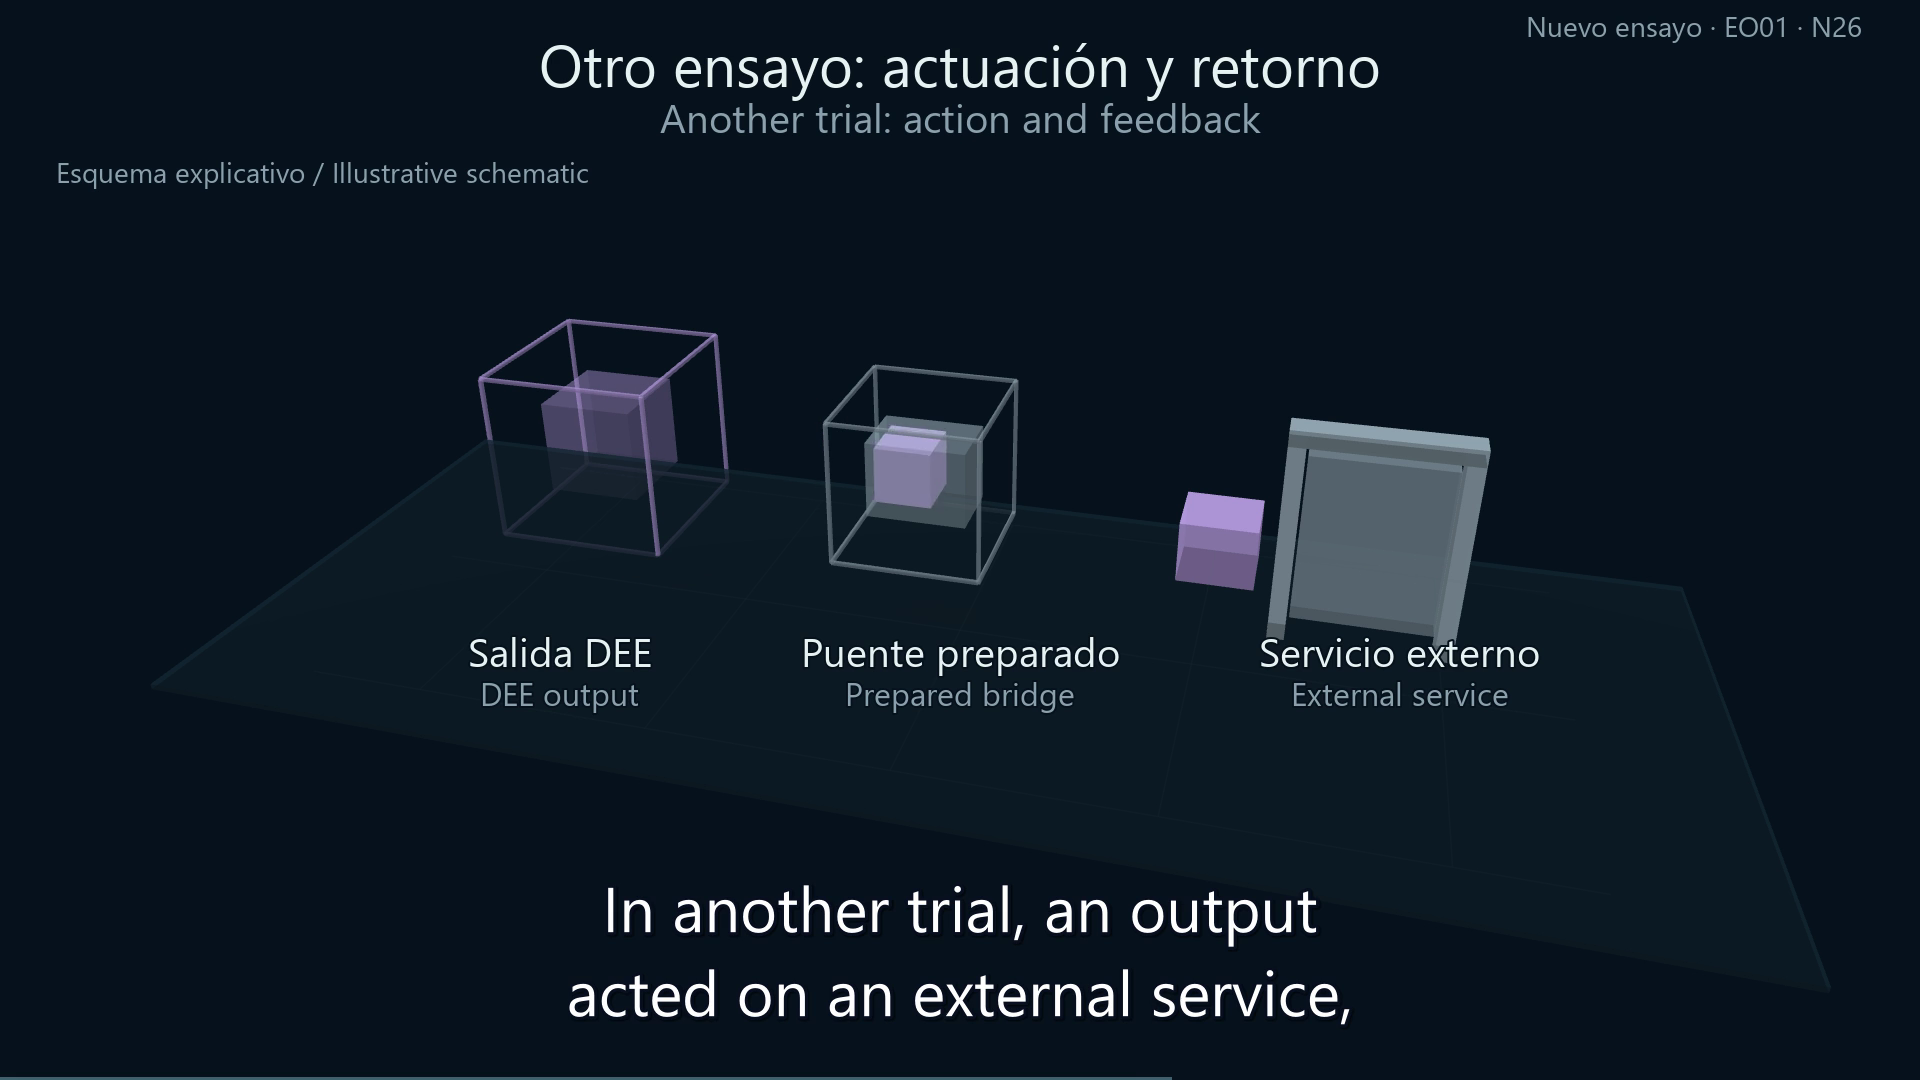 Nuevo ensayo · EO01 · N26
Otro ensayo: actuación y retorno
Another trial: action and feedback
Esquema explicativo / Illustrative schematic
Salida DEE
DEE output
Puente preparado
Prepared bridge
Servicio externo
External service
In another trial, an output
acted on an external service,